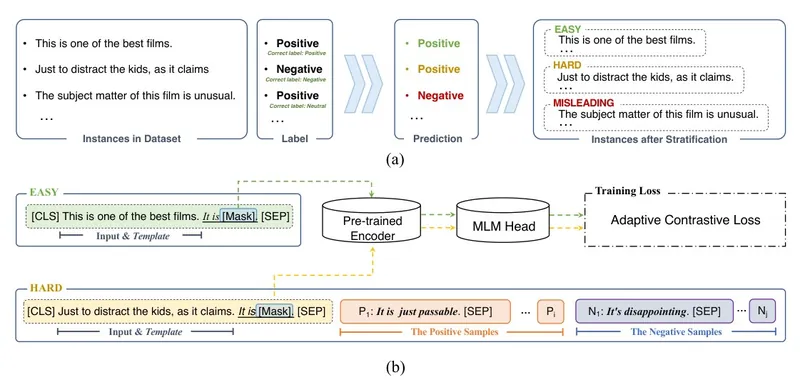 • This is one of the best films.
• Just to distract the kids, as it claims
• The subject matter of this film is unusual.
...
Instances in Dataset
• Positive
Correct label: Positive
• Negative
Correct label: Negative
• Positive
Correct label: Neutral
...
Label
• Positive
• Positive
• Negative
...
Prediction
EASY
This is one of the best films.
...
HARD
Just to distract the kids, as it claims.
...
MISLEADING
The subject matter of this film is unusual.
...
Instances after Stratification
(a)
EASY
[CLS] This is one of the best films. It is [Mask]. [SEP]
Input & Template
Pre-trained
Encoder
MLM Head
Training Loss
Adaptive Contrastive Loss
HARD
[CLS] Just to distract the kids, as it claims. It is [Mask]. [SEP]
Input & Template
P1: It is just passable. [SEP] ... Pi
The Positive Samples
N1: It's disappointing. [SEP] ... Nj
The Negative Samples
(b)